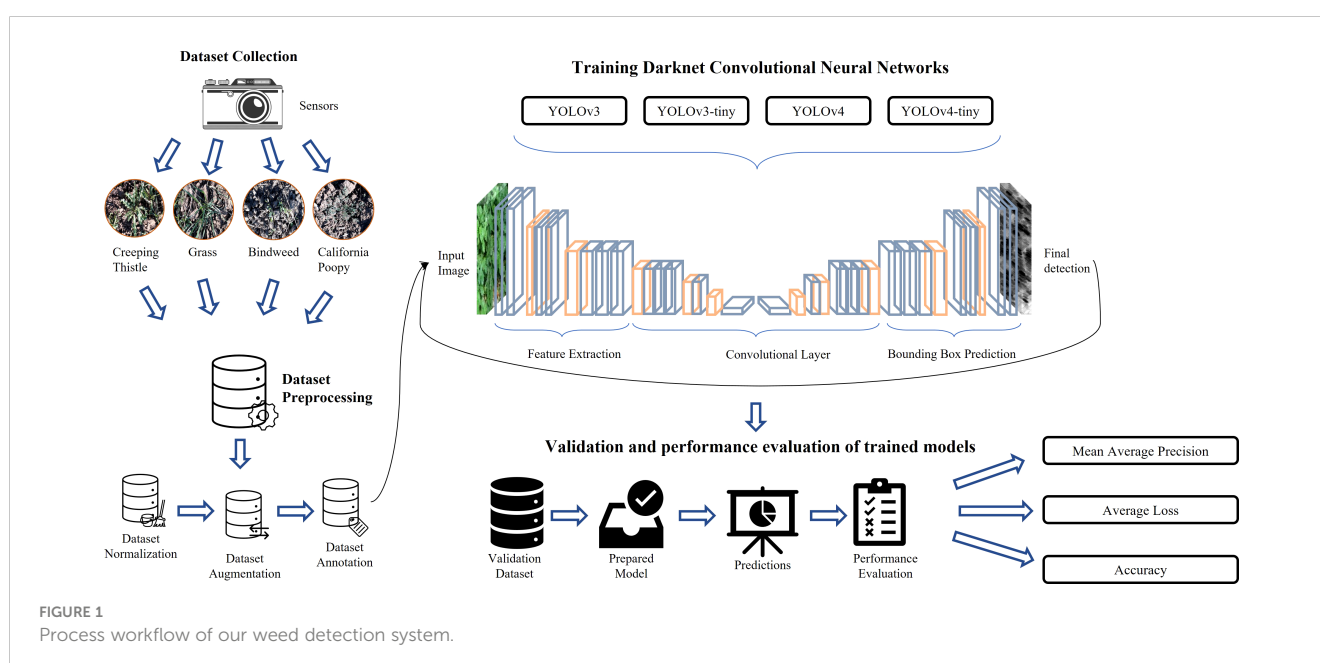 Dataset Collection
Sensors
Creeping
Thistle
Grass
Bindweed
California
Poopy
Dataset
Preprocessing
Dataset
Normalization
Dataset
Augmentation
Dataset
Annotation
Training Darknet Convolutional Neural Networks
YOLOv3
YOLOv3-tiny
YOLOv4
YOLOv4-tiny
Input
Image
Final
detection
Feature Extraction
Convolutional Layer
Bounding Box Prediction
Validation and performance evaluation of trained models
Validation
Dataset
Prepared
Model
Predictions
Performance
Evaluation
Mean Average Precision
Average Loss
Accuracy
FIGURE 1
Process workflow of our weed detection system.